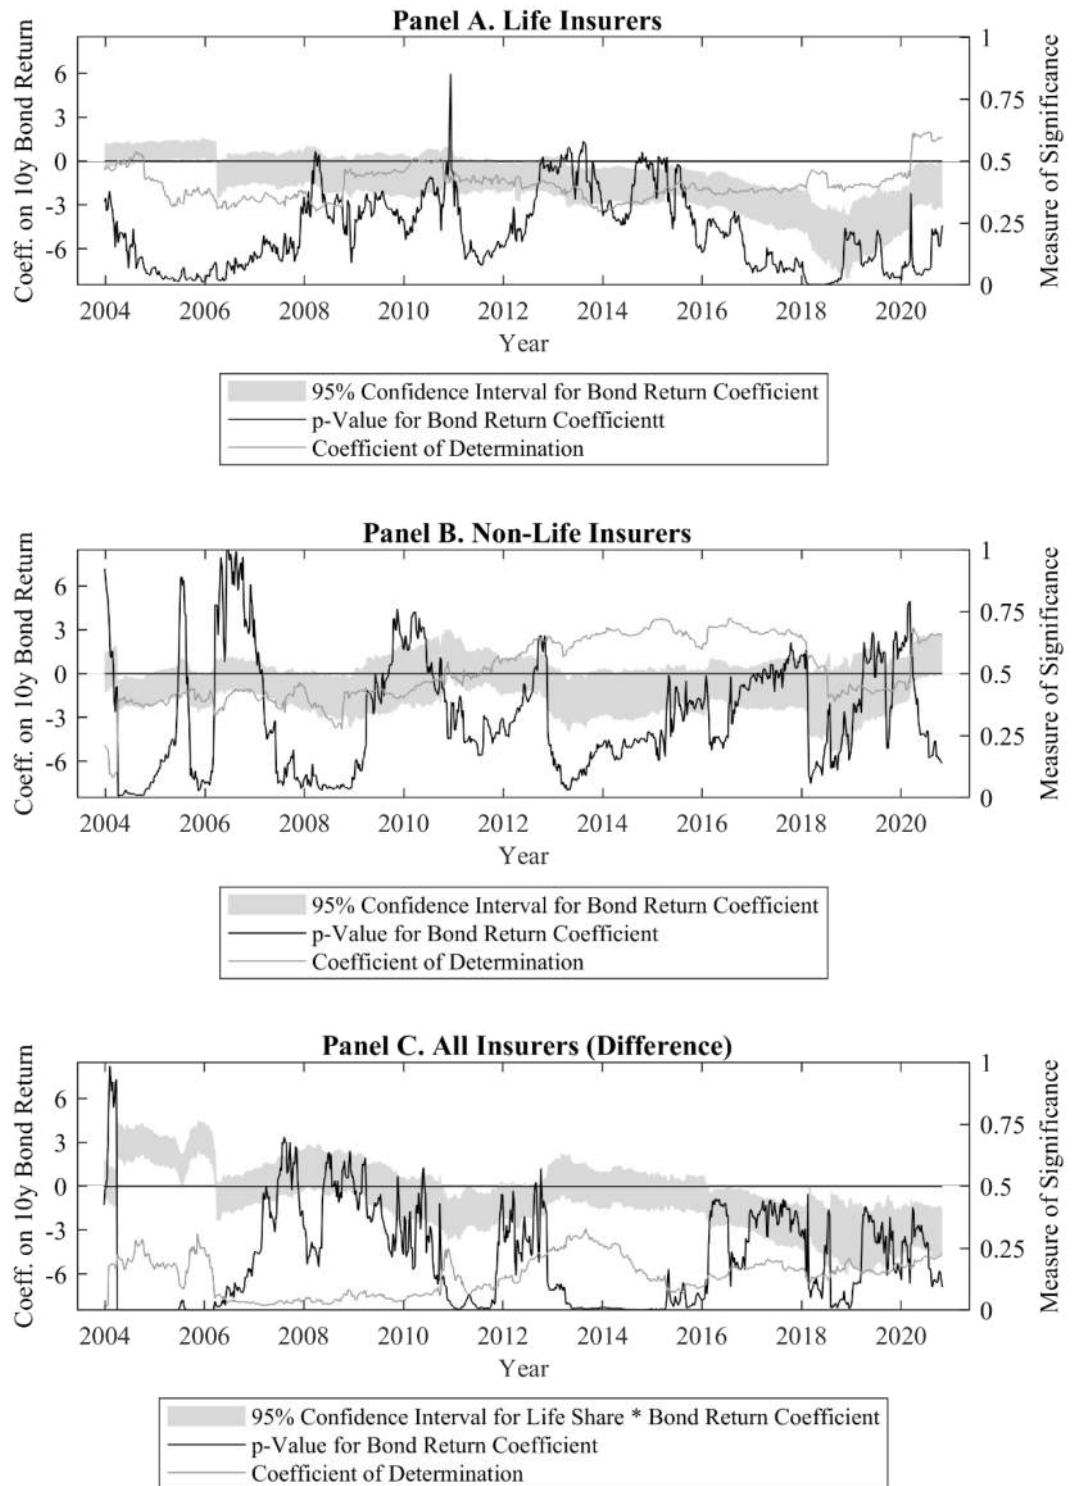 Panel A. Life Insurers
Coeff. on 10y Bond Return
6
3
0
-3
-6
1
0.75
0.5
0.25
0
Measure of Significance
2004 2006 2008 2010 2012 2014 2016 2018 2020
Year
95% Confidence Interval for Bond Return Coefficient
p-Value for Bond Return Coefficientt
Coefficient of Determination
Panel B. Non-Life Insurers
Coeff. on 10y Bond Return
6
3
0
-3
-6
1
0.75
0.5
0.25
0
Measure of Significance
2004 2006 2008 2010 2012 2014 2016 2018 2020
Year
95% Confidence Interval for Bond Return Coefficient
p-Value for Bond Return Coefficient
Coefficient of Determination
Panel C. All Insurers (Difference)
Coeff. on 10y Bond Return
6
3
0
-3
-6
1
0.75
0.5
0.25
0
Measure of Significance
2004 2006 2008 2010 2012 2014 2016 2018 2020
Year
95% Confidence Interval for Life Share * Bond Return Coefficient
p-Value for Bond Return Coefficient
Coefficient of Determination